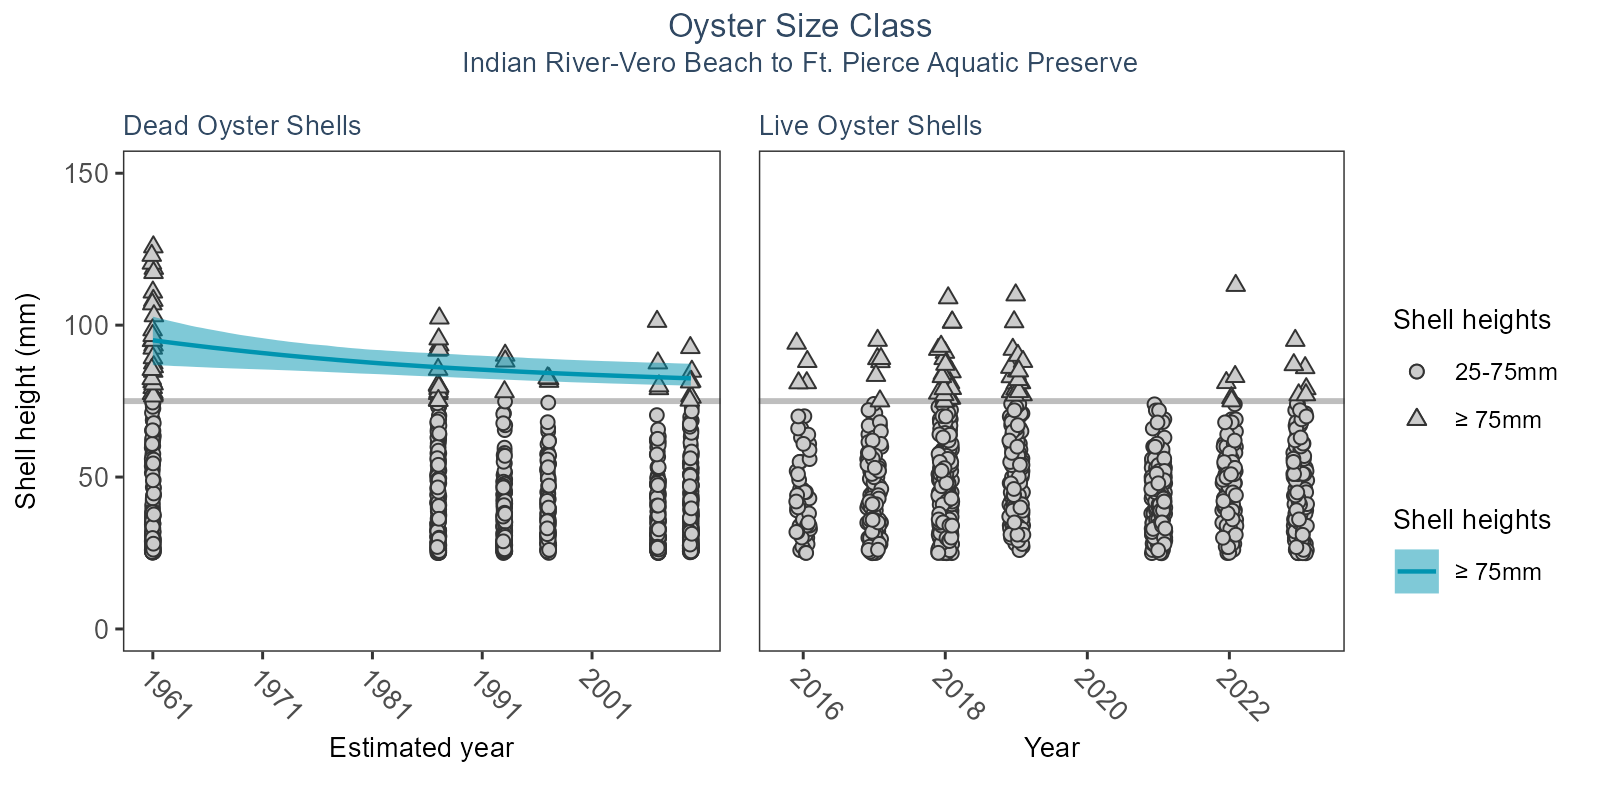 Oyster Size Class
Indian River-Vero Beach to Ft. Pierce Aquatic Preserve
Dead Oyster Shells
Live Oyster Shells
Shell height (mm)
150
100
50
0
1961
1971
1981
1991
2001
Estimated year
2016
2018
2020
2022
Year
Shell heights
25-75mm
≥ 75mm
Shell heights
≥ 75mm